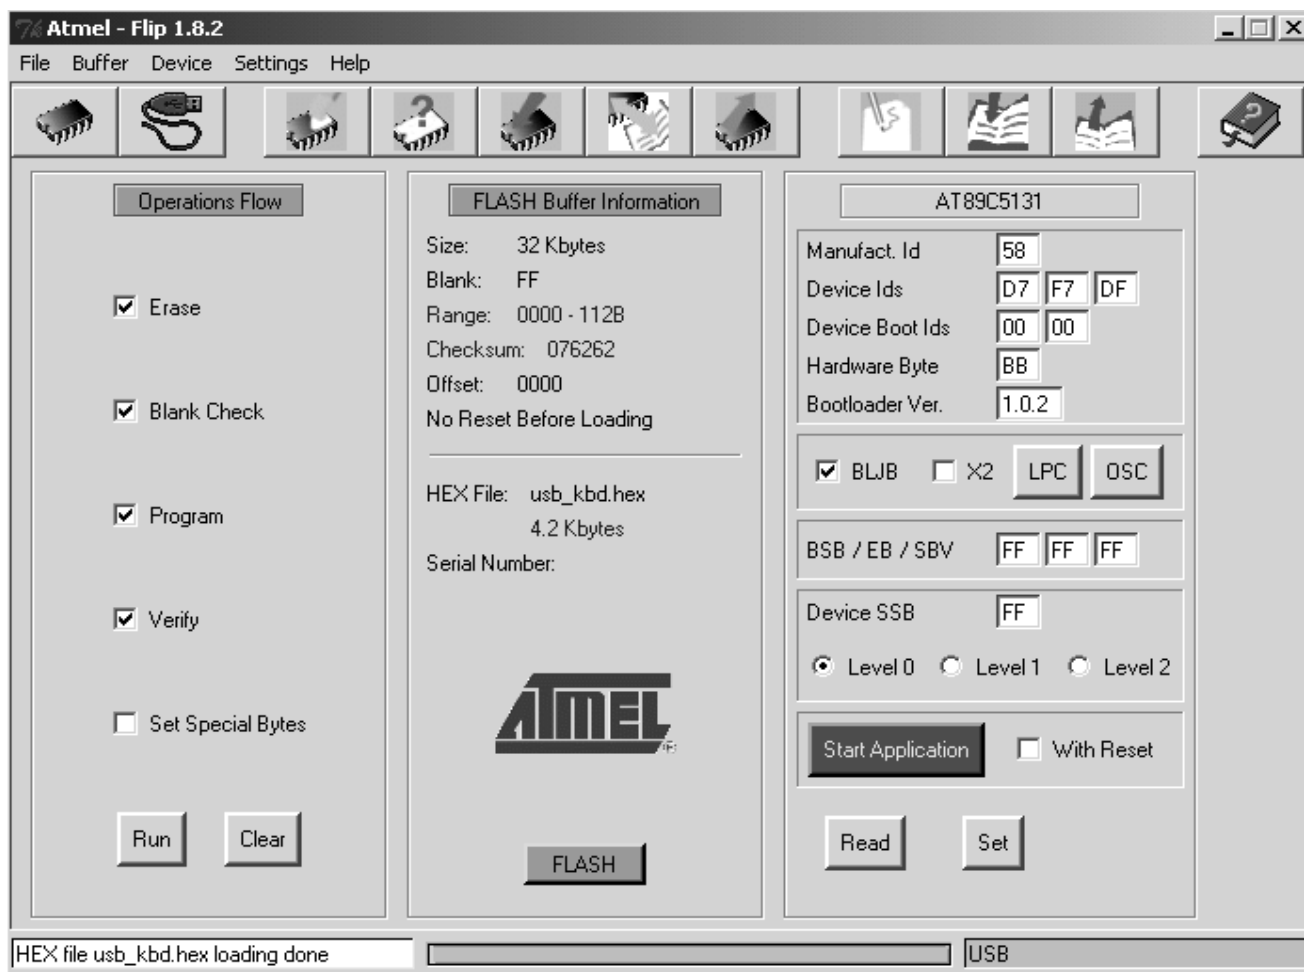 Atmel - Flip 1.8.2
File Buffer Device Settings Help
Operations Flow
Erase
Blank Check
Program
Verify
Set Special Bytes
Run Clear
FLASH Buffer Information
Size: 32 Kbytes
Blank: FF
Range: 0000 - 112B
Checksum: 076262
Offset: 0000
No Reset Before Loading
HEX File: usb_kbd.hex
4.2 Kbytes
Serial Number:
ATMEL ®
FLASH
AT89C5131
Manufact. Id 58
Device Ids D7 F7 DF
Device Boot Ids 00 00
Hardware Byte BB
Bootloader Ver. 1.0.2
BLJB X2 LPC OSC
BSB / EB / SBV FF FF FF
Device SSB FF
Level 0 Level 1 Level 2
Start Application With Reset
Read Set
HEX file usb_kbd.hex loading done
USB